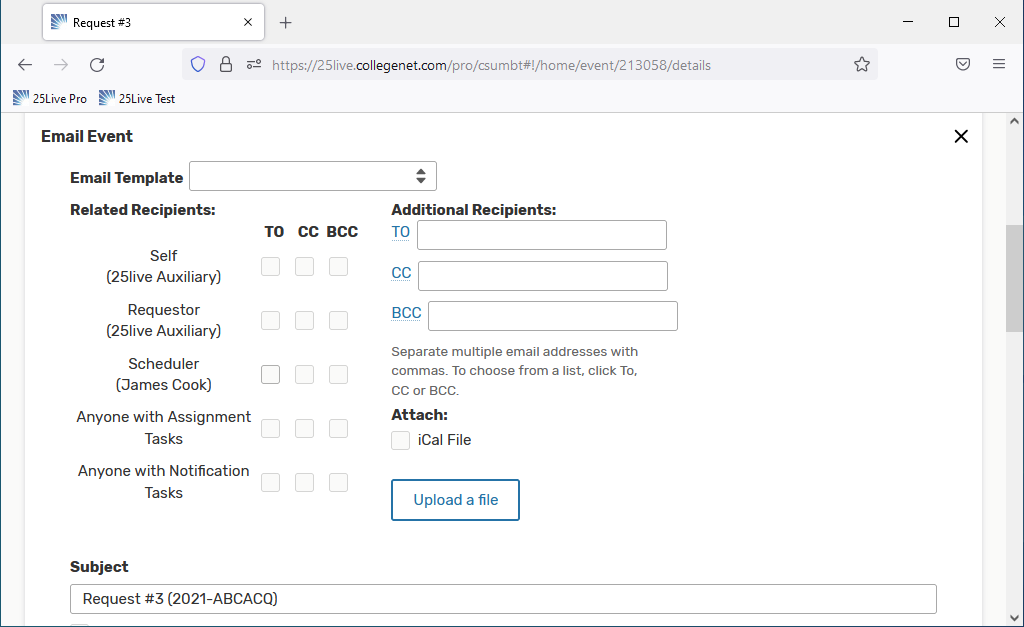 Request #3
https://25live.collegenet.com/pro/csumbt#!/home/event/213058/details
25Live Pro 25Live Test
Email Event
Email Template
Related Recipients:
TO CC BCC
Self
(25live Auxiliary)
Requestor
(25live Auxiliary)
Scheduler
(James Cook)
Anyone with Assignment
Tasks
Anyone with Notification
Tasks
Additional Recipients:
TO
CC
BCC
Separate multiple email addresses with
commas. To choose from a list, click To,
CC or BCC.
Attach:
iCal File
Upload a file
Subject
Request #3 (2021-ABCACQ)